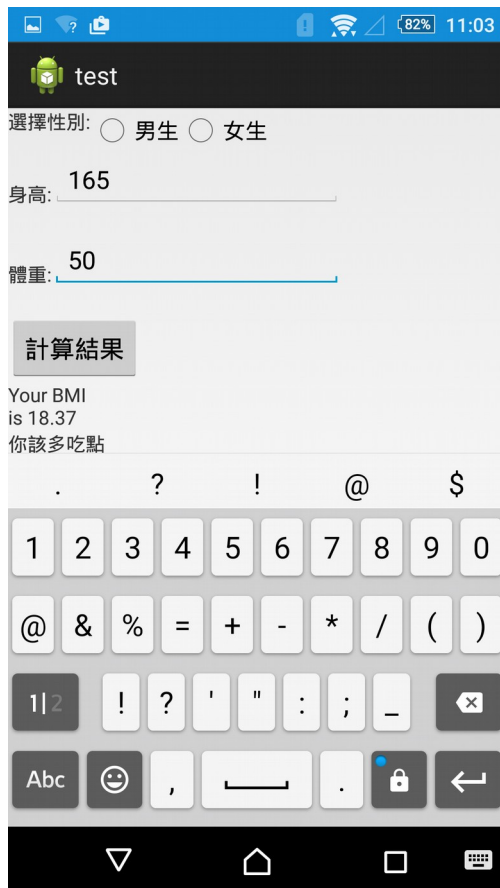 82% 11:03
test
選擇性別: 男生 女生
身高: 165
體重: 50
計算結果
Your BMI
is 18.37
你該多吃點
. ? ! @ $
1 2 3 4 5 6 7 8 9 0
@ & % = + - * / ( )
1|2 ! ? ' " : ; _
Abc , .